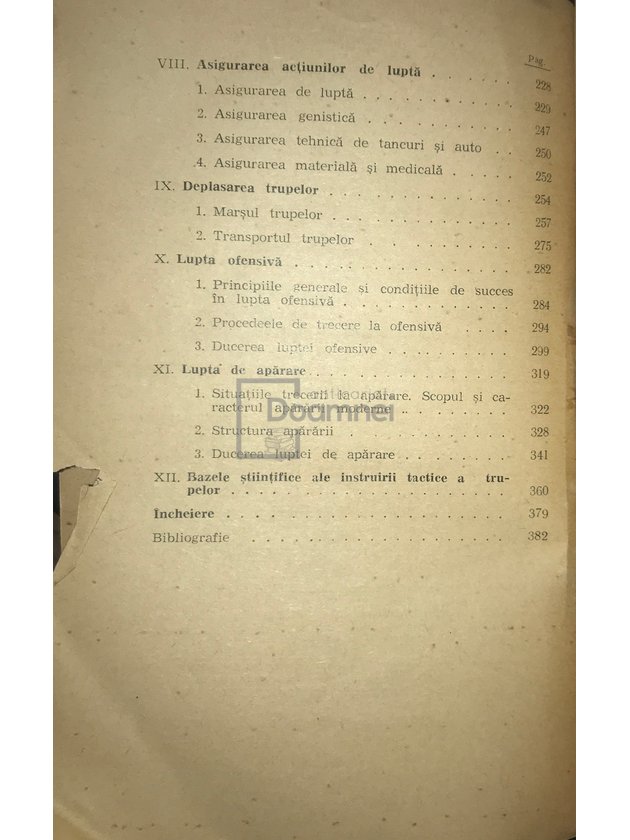 Pag.
VIII. Asigurarea acțiunilor de luptă . . . . . 228
1. Asigurarea de luptă . . . . . . . . . 229
2. Asigurarea genistică . . . . . . . . 247
3. Asigurarea tehnică de tancuri și auto . . 250
4. Asigurarea materială și medicală . . . . 252
IX. Deplasarea trupelor . . . . . . . . . . 254
1. Marșul trupelor . . . . . . . . . . 257
2. Transportul trupelor . . . . . . . . 275
X. Lupta ofensivă . . . . . . . . . . . . 282
1. Principiile generale si condițiile de succes
în lupta ofensivă . . . . . . . . . . 284
2. Procedeele de trecere la ofensivă . . . . 294
3. Ducerea luptei ofensive . . . . . . . 299
XI. Lupta de apărare . . . . . . . . . . . 319
1. Situațiile trecerii la apărare. Scopul și ca-
racterul apărării moderne . . . . . . . 322
2. Structura apărării . . . . . . . . . 328
3. Ducerea luptei de apărare . . . . . . . 341
XII. Bazele științifice ale instruirii tactice a tru-
pelor . . . . . . . . . . . . . . . 360
Încheiere . . . . . . . . . . . . . . . 379
Bibliografie . . . . . . . . . . . . . . 382
Doamnei